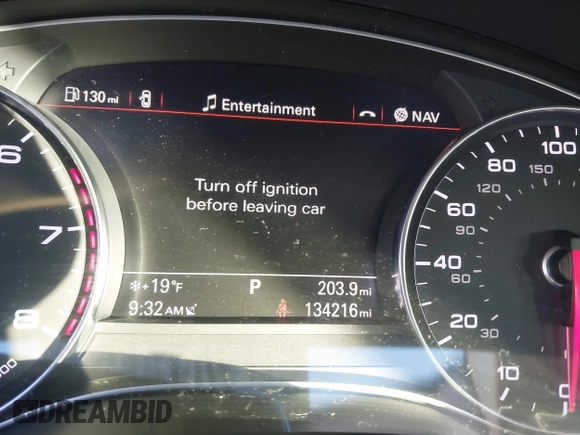 130 mi
Entertainment
NAV
Turn off ignition
before leaving car
+19°F
P
203.9 mi
9:32 AM
134216 mi
6
7
8
100
80
60
40
20
10
0
150
120
90
60
30
DREAMBID